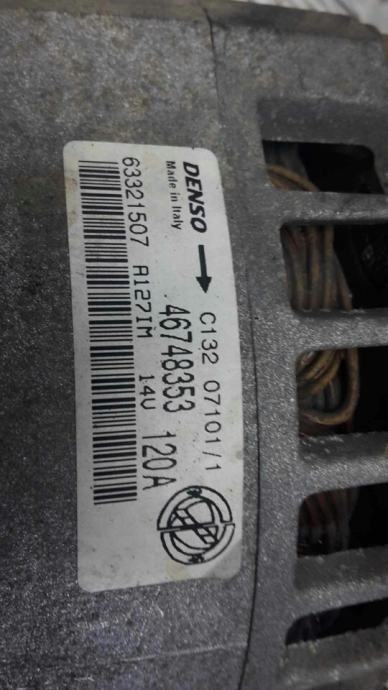 DENSO
Made in Italy
C132 07101/1
46748353
63321507 A127IM 14V 120A